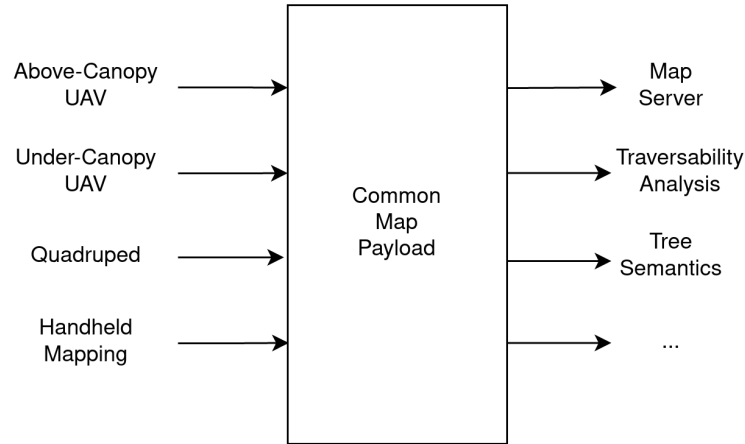 Above-Canopy
UAV
Under-Canopy
UAV
Quadruped
Handheld
Mapping
Common
Map
Payload
Map
Server
Traversability
Analysis
Tree
Semantics
...